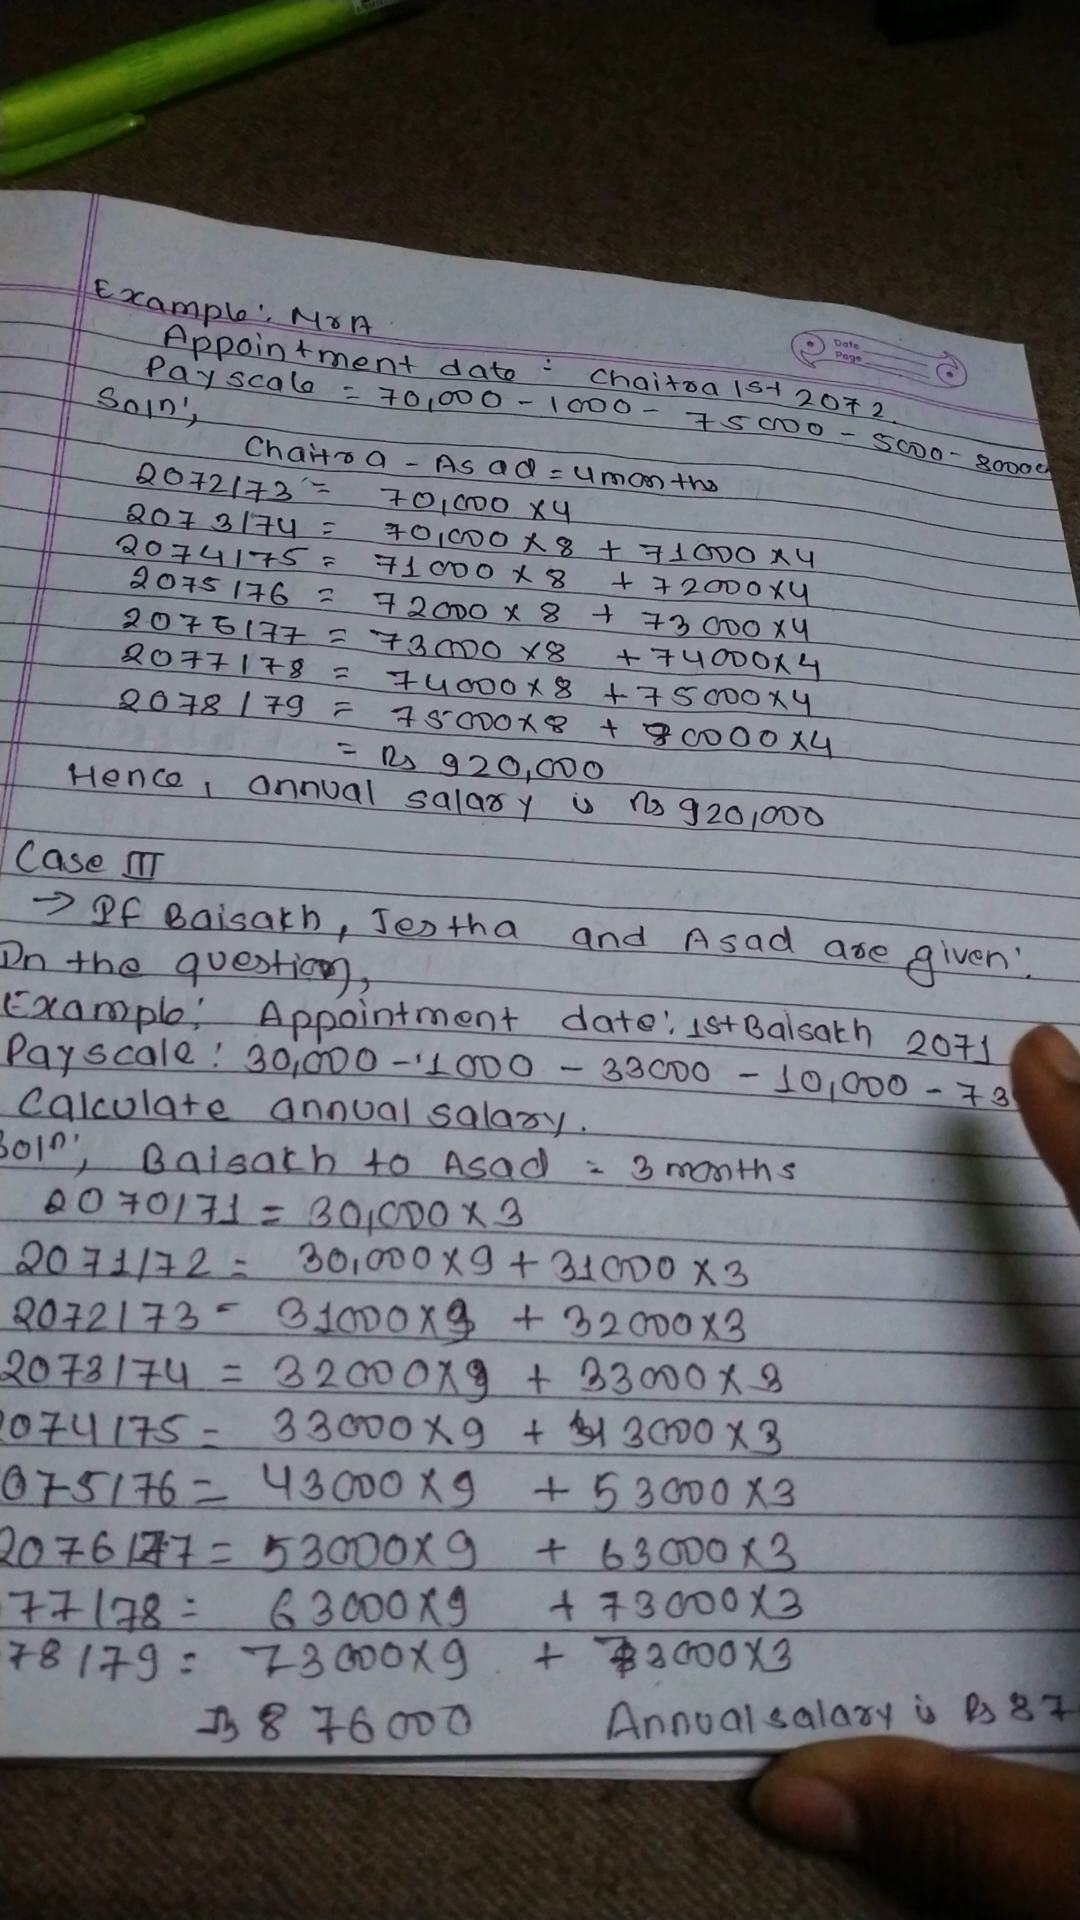 Date
Page
Example: Mr A
Appointment date = Chaitra 1st 2072.
Payscale = 70,000 - 1000 - 75000 - 5000 - 80000
Soln;
Chaitra - Asad = 4 months
2072/73 = 70,000 x 4
2073/74 = 70,000 x 8 + 71000 x 4
2074/75 = 71000 x 8 + 72000 x 4
2075/76 = 72000 x 8 + 73000 x 4
2076/77 = 73000 x 8 + 74000 x 4
2077/78 = 74000 x 8 + 75000 x 4
2078/79 = 75000 x 8 + 80000 x 4
= Rs 920,000
Hence, annual salary is Rs 920,000
Case III
→ If Baisakh, Jestha and Asad are given:
In the question,
Example: Appointment date: 1st Baisakh 2071
Payscale: 30,000 - 1000 - 33000 - 10,000 - 73
Calculate annual salary.
Soln; Baisakh to Asad = 3 months
2070/71 = 30,000 x 3
2071/72 = 30,000 x 9 + 31000 x 3
2072/73 = 31000 x 9 + 32000 x 3
2073/74 = 32000 x 9 + 33000 x 3
2074/75 = 33000 x 9 + 43000 x 3
075/76 = 43000 x 9 + 53000 x 3
2076/77 = 53000 x 9 + 63000 x 3
77/78 = 63000 x 9 + 73000 x 3
78/79 = 73000 x 9 + 73000 x 3
Rs 876000 Annual salary is Rs 87